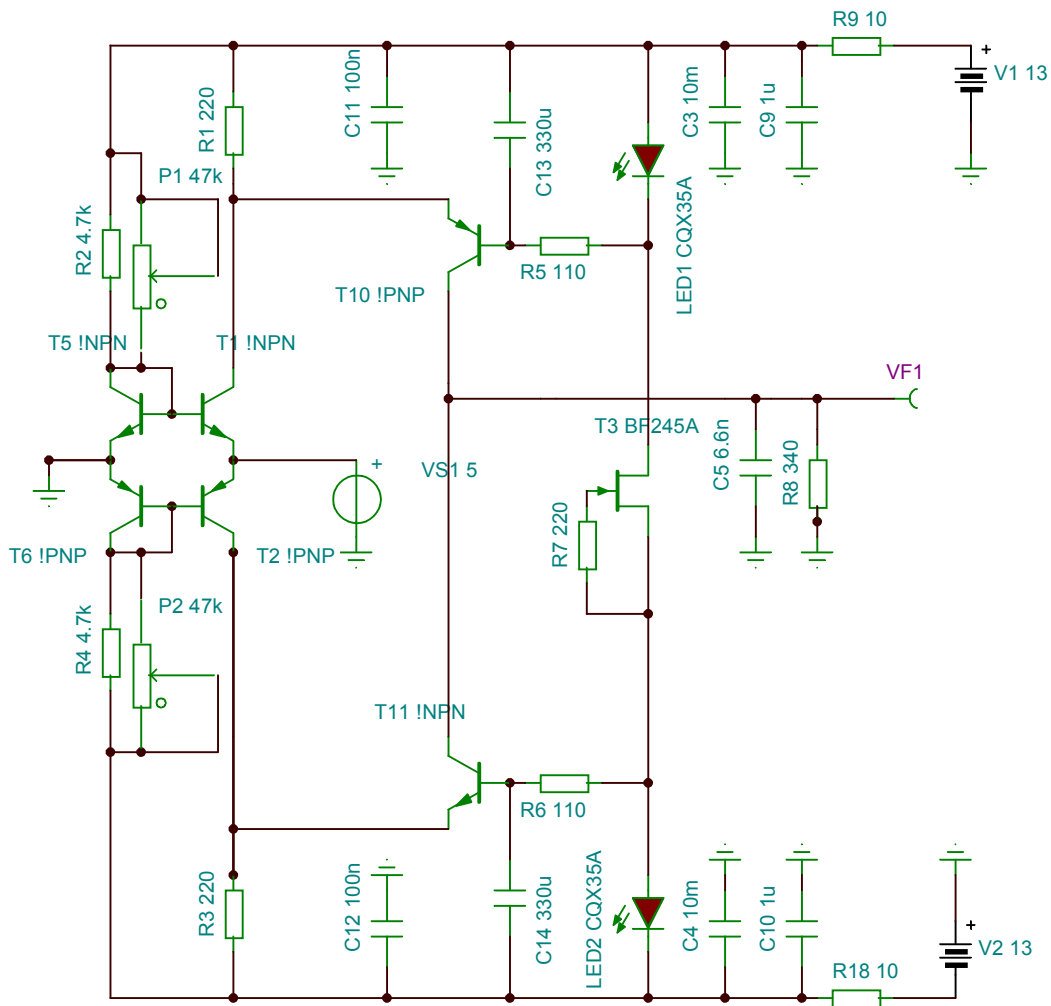 R9 10
V1 13
+
C11 100n
R1 220
C13 330u
C3 10m
C9 1u
P1 47k
R2 4.7k
R5 110
LED1 CQX35A
T10 !PNP
T5 !NPN
T1 !NPN
VF1
T3 BF245A
+
VS1 5
C5 6.6n
R8 340
R7 220
T6 !PNP
T2 !PNP
P2 47k
R4 4.7k
T11 !NPN
R6 110
LED2 CQX35A
R3 220
C12 100n
C14 330u
C4 10m
C10 1u
+
V2 13
R18 10